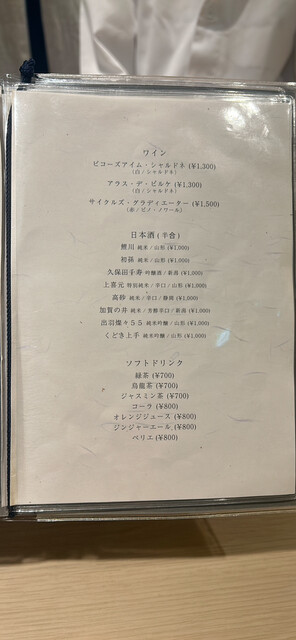 ワイン
ビコーズアイム・シャルドネ (¥1,300)
(白/シャルドネ)
アラス・デ・ピルケ (¥1,300)
(白/シャルドネ)
サイクルズ・グラディエーター (¥1,500)
(赤/ピノ・ノワール)
日本酒 (半合)
鯉川 純米/山形 (¥1,000)
初孫 純米/山形 (¥1,000)
久保田千寿 吟醸酒/新潟 (¥1,000)
上喜元 特別純米/辛口/山形 (¥1,000)
高砂 純米/辛口/静岡 (¥1,000)
加賀の井 純米/芳醇辛口/新潟 (¥1,000)
出羽燦々55 純米吟醸/山形 (¥1,000)
くどき上手 純米吟醸/山形 (¥1,000)
ソフトドリンク
緑茶 (¥700)
烏龍茶 (¥700)
ジャスミン茶 (¥700)
コーラ (¥800)
オレンジジュース (¥800)
ジンジャーエール (¥800)
ペリエ (¥800)